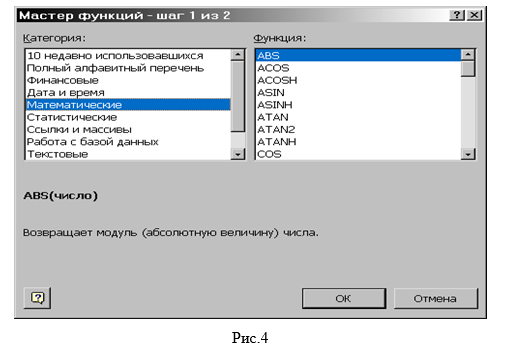 Мастер функций - шаг 1 из 2
Категория:
10 недавно использовавшихся
Полный алфавитный перечень
Финансовые
Дата и время
Математические
Статистические
Ссылки и массивы
Работа с базой данных
Текстовые
Функция:
ABS
ACOS
ACOSH
ASIN
ASINH
ATAN
ATAN2
ATANH
COS
ABS(число)
Возвращает модуль (абсолютную величину) числа.
ОК
Отмена
Рис.4